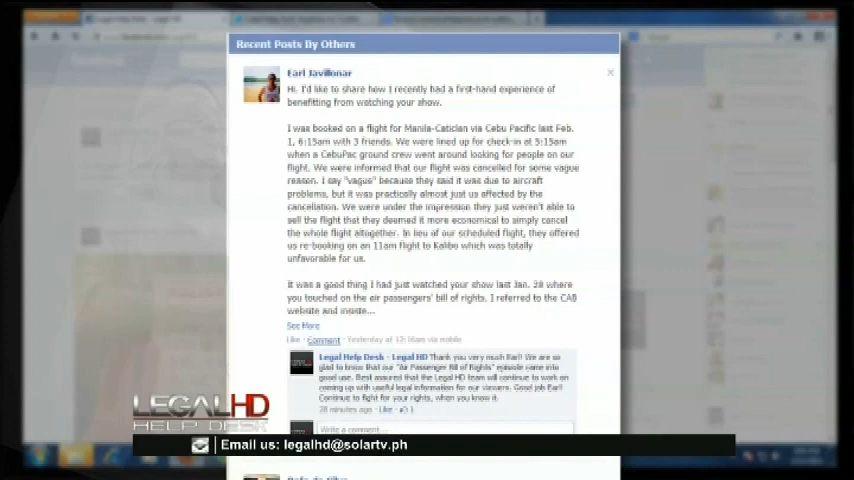 Recent Posts By Others
Earl Javillonar
Hi. I'd like to share how I recently had a first-hand experience of
benefitting from watching your show.
I was booked on a flight for Manila-Caticlan via Cebu Pacific last Feb.
1, 6:15am with 3 friends. We were lined up for check-in at 5:15am
when a CebuPac ground crew went around looking for people on our
flight. We were informed that our flight was cancelled for some vague
reason. I say "vague" because they said it was due to aircraft
problems, but it was practically almost just us affected by the
cancellation. We were under the impression they just weren't able to
sell the flight that they deemed it more economical to simply cancel
the whole flight altogether. In lieu of our scheduled flight, they offered
us re-booking on an 11am flight to Kalibo which was totally
unfavorable for us.
It was a good thing I had just watched your show last Jan. 28 where
you touched on the air passengers' bill of rights. I referred to the CAB
website and insiste...
See More
Like · Comment · Yesterday at 12:16am via mobile
Legal Help Desk - Legal HD Thank you very much Earl! We are so
glad to know that our "Air Passenger Bill of Rights" episode came into
good use. Rest assured that the Legal HD team will continue to work on
coming up with useful legal information for our viewers. Good job Earl!
Continue to fight for your rights, when you know it.
28 minutes ago · Like · 1
Write a comment...
LEGALHD
HELP DESK
Email us: legalhd@solartv.ph